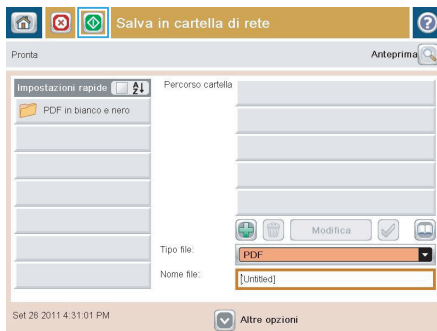 Salva in cartella di rete
Pronta
Anteprima
Impostazioni rapide
Percorso cartella
PDF in bianco e nero
Modifica
Tipo file:
PDF
Nome file:
[Untitled]
Set 26 2011 4:31:01 PM
Altre opzioni